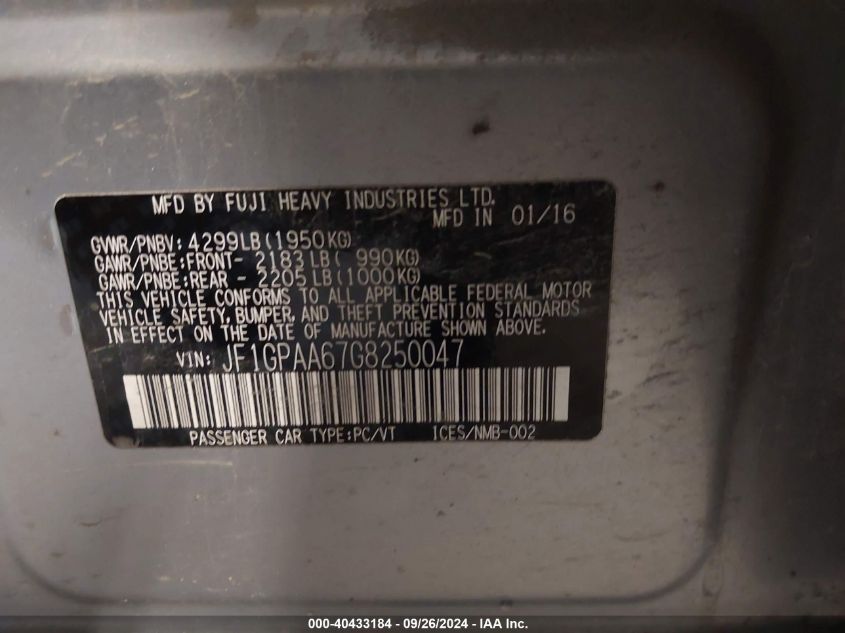 MFD BY FUJI HEAVY INDUSTRIES LTD.
MFD IN 01/16
GVWR/PNBV: 4299LB(1950KG)
GAWR/PNBE:FRONT- 2183LB( 990KG)
GAWR/PNBE:REAR - 2205LB(1000KG)
THIS VEHICLE CONFORMS TO ALL APPLICABLE FEDERAL MOTOR
VEHICLE SAFETY, BUMPER, AND THEFT PREVENTION STANDARDS
IN EFFECT ON THE DATE OF MANUFACTURE SHOWN ABOVE.
VIN: JF1GPAA67G8250047
PASSENGER CAR TYPE:PC/VT ICES/NMB-002
000-40433184 - 09/26/2024 - IAA Inc.